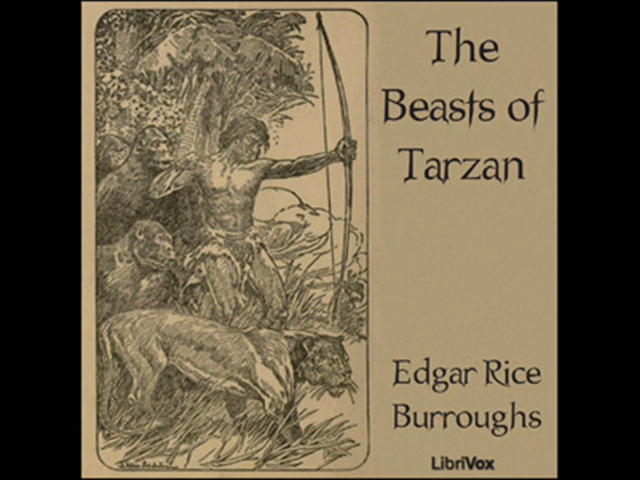 The
Beasts of
Tarzan
Edgar Rice
Burroughs
LibriVox